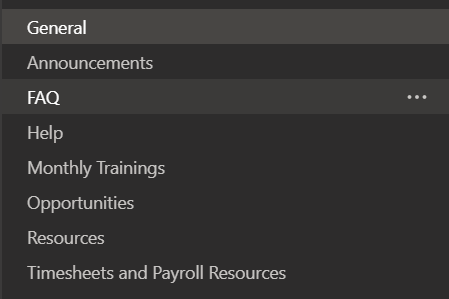 General
Announcements
FAQ
Help
Monthly Trainings
Opportunities
Resources
Timesheets and Payroll Resources